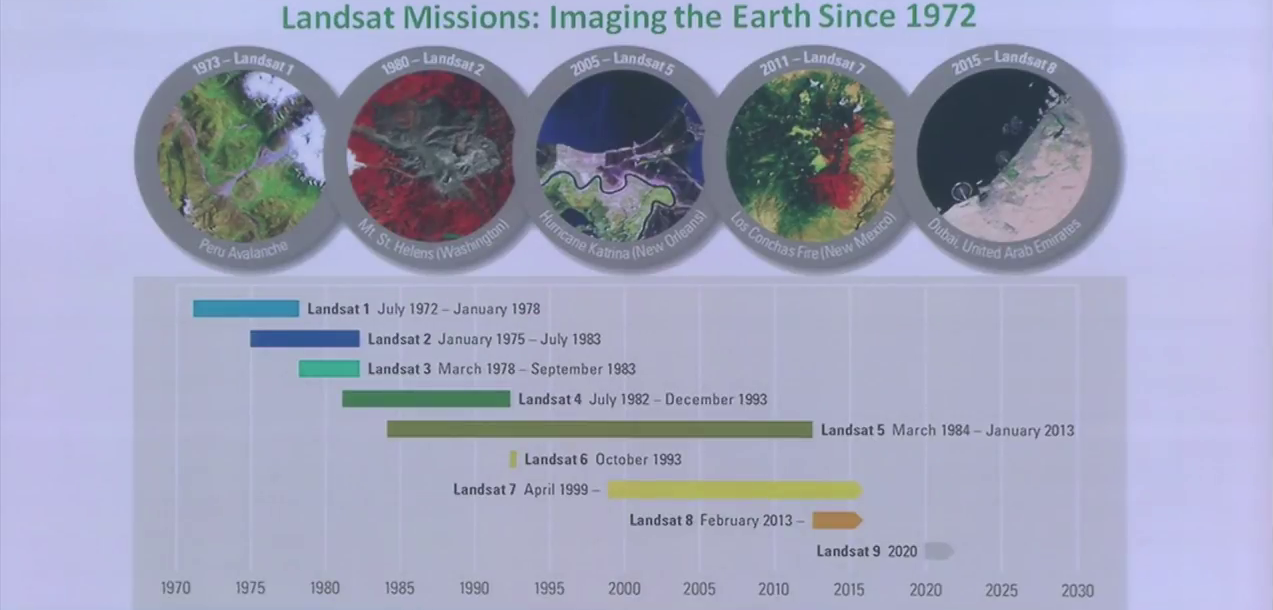 Landsat Missions: Imaging the Earth Since 1972
1973 – Landsat 1
1980 – Landsat 2
2005 – Landsat 5
2011 – Landsat 7
2015 – Landsat 8
Peru Avalanche
Mt. St. Helens (Washington)
Hurricane Katrina (New Orleans)
Los Conchas Fire (New Mexico)
Dubai, United Arab Emirates
Landsat 1 July 1972 – January 1978
Landsat 2 January 1975 – July 1983
Landsat 3 March 1978 – September 1983
Landsat 4 July 1982 – December 1993
Landsat 5 March 1984 – January 2013
Landsat 6 October 1993
Landsat 7 April 1999 –
Landsat 8 February 2013 –
Landsat 9 2020
1970 1975 1980 1985 1990 1995 2000 2005 2010 2015 2020 2025 2030